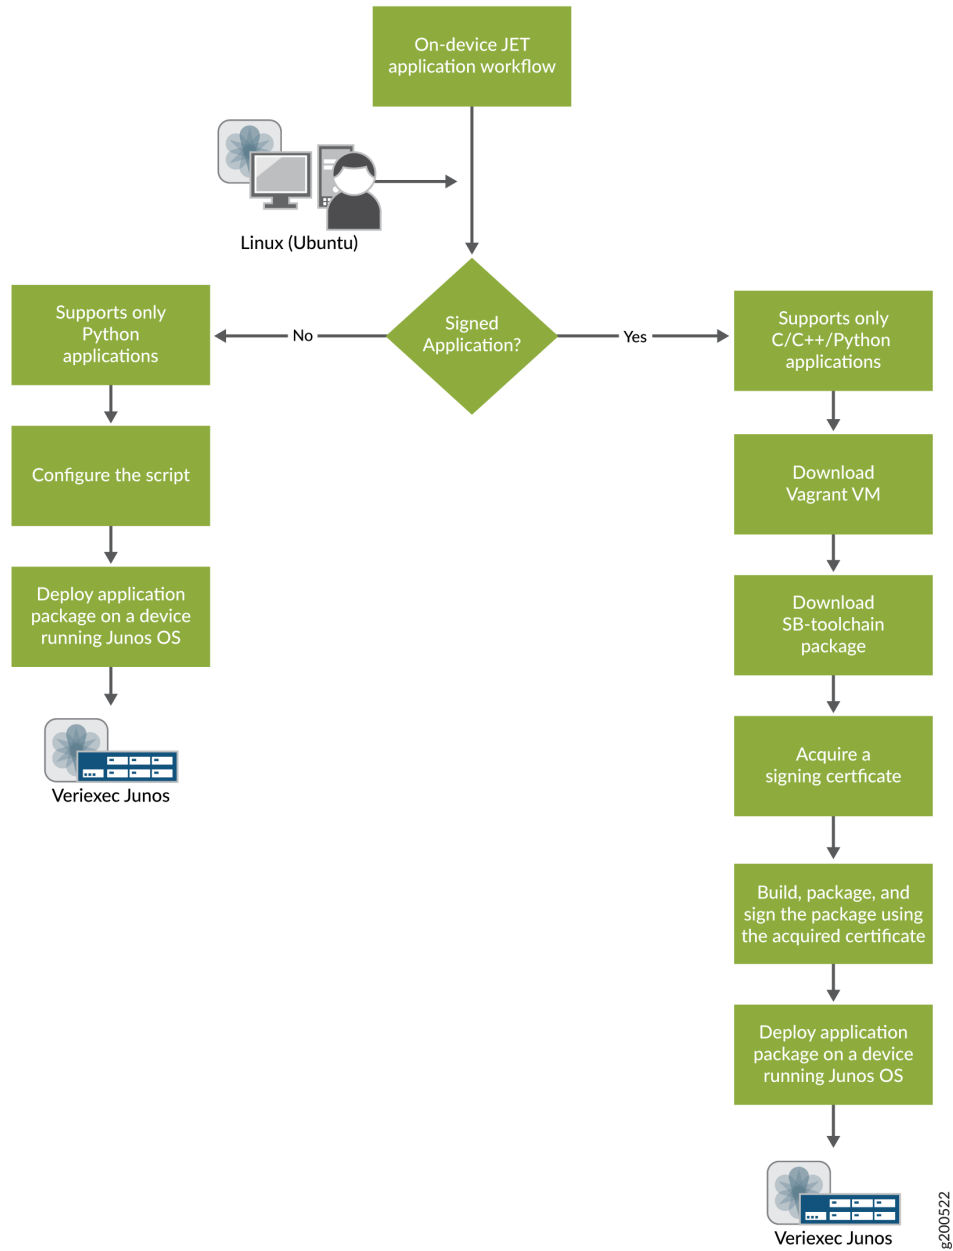 On-device JET
application workflow
Linux (Ubuntu)
Signed
Application?
No
Yes
Supports only
Python
applications
Configure the script
Deploy application
package on a device
running Junos OS
Veriexec Junos
Supports only
C/C++/Python
applications
Download
Vagrant VM
Download
SB-toolchain
package
Acquire a
signing certficate
Build, package, and
sign the package using
the acquired certificate
Deploy application
package on a device
running Junos OS
Veriexec Junos
g200522